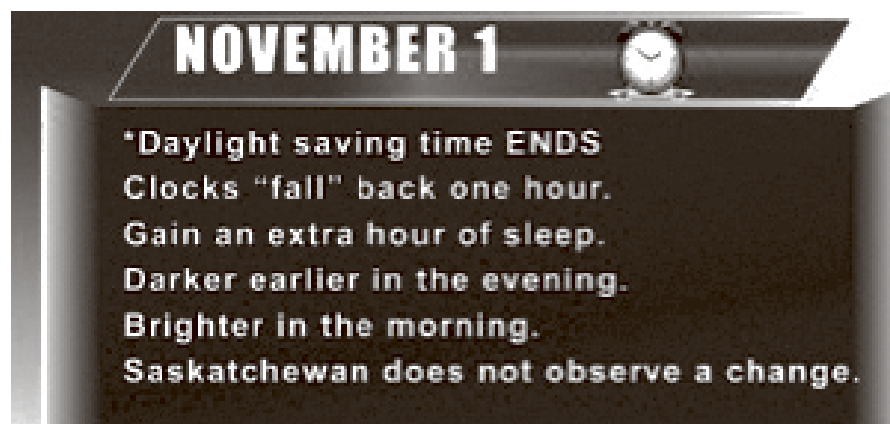 NOVEMBER 1
*Daylight saving time ENDS
Clocks “fall” back one hour.
Gain an extra hour of sleep.
Darker earlier in the evening.
Brighter in the morning.
Saskatchewan does not observe a change.